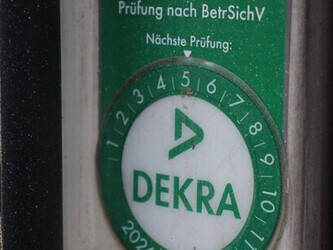 Prüfung nach BetrSichV
Nächste Prüfung:
1 2 3 4 5 6 7 8 9 10 11
DEKRA